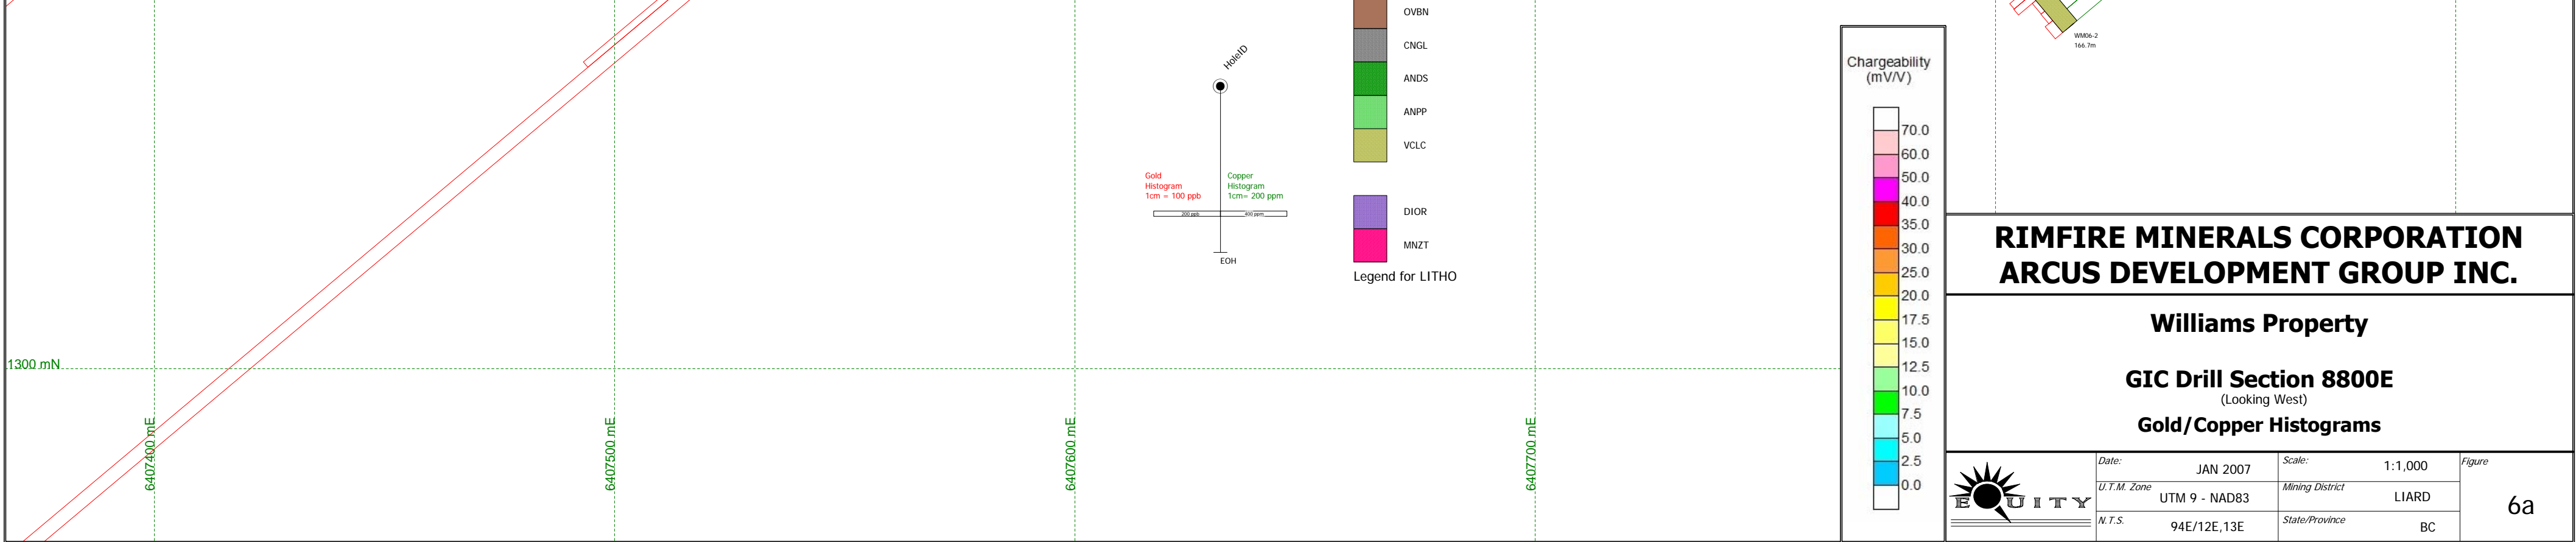 OVBN
CNGL
ANDS
ANPP
VCLC
DIOR
MNZT
Legend for LITHO
HoleID
Gold
Histogram
1cm = 100 ppb
Copper
Histogram
1cm= 200 ppm
200 ppb
400 ppm
EOH
1300 mN
6407400 mE
6407500 mE
6407600 mE
6407700 mE
WM06-2
166.7m
Chargeability
(mV/V)
70.0
60.0
50.0
40.0
35.0
30.0
25.0
20.0
17.5
15.0
12.5
10.0
7.5
5.0
2.5
0.0
RIMFIRE MINERALS CORPORATION
ARCUS DEVELOPMENT GROUP INC.
Williams Property
GIC Drill Section 8800E
(Looking West)
Gold/Copper Histograms
EQUITY
Date: JAN 2007
Scale: 1:1,000
Figure
U.T.M. Zone UTM 9 - NAD83
Mining District LIARD
6a
N.T.S. 94E/12E,13E
State/Province BC